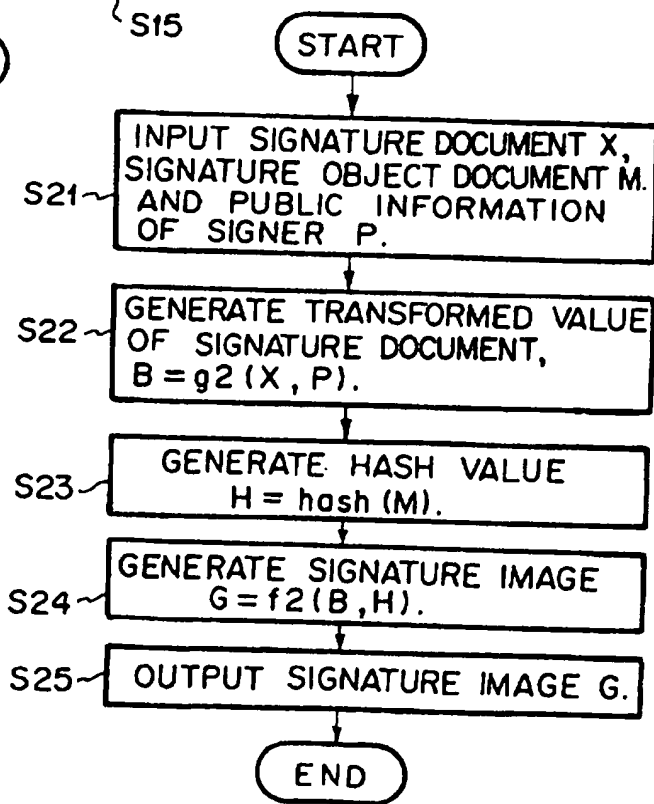 S15
START
INPUT SIGNATURE DOCUMENT X,
SIGNATURE OBJECT DOCUMENT M.
S21
AND PUBLIC INFORMATION
OF SIGNER P.
GENERATE TRANSFORMED VALUE
S22
OF SIGNATURE DOCUMENT,
B = g2 (X, P).
GENERATE HASH VALUE
S23
H = hash (M).
GENERATE SIGNATURE IMAGE
S24
G = f2 (B, H).
S25
OUTPUT SIGNATURE IMAGE G.
END